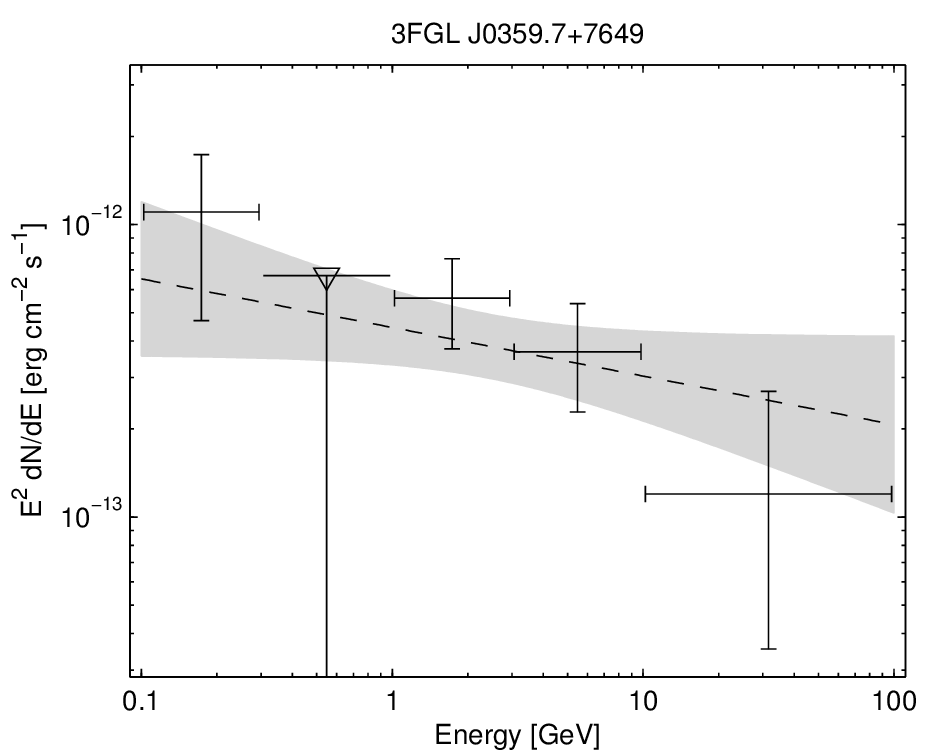 3FGL J0359.7+7649
E² dN/dE [erg cm⁻² s⁻¹]
10⁻¹²
10⁻¹³
0.1 1 10 100
Energy [GeV]